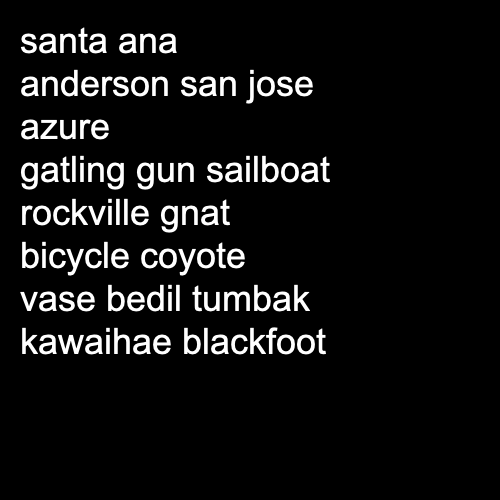 santa ana
anderson san jose
azure
gatling gun sailboat
rockville gnat
bicycle coyote
vase bedil tumbak
kawaihae blackfoot